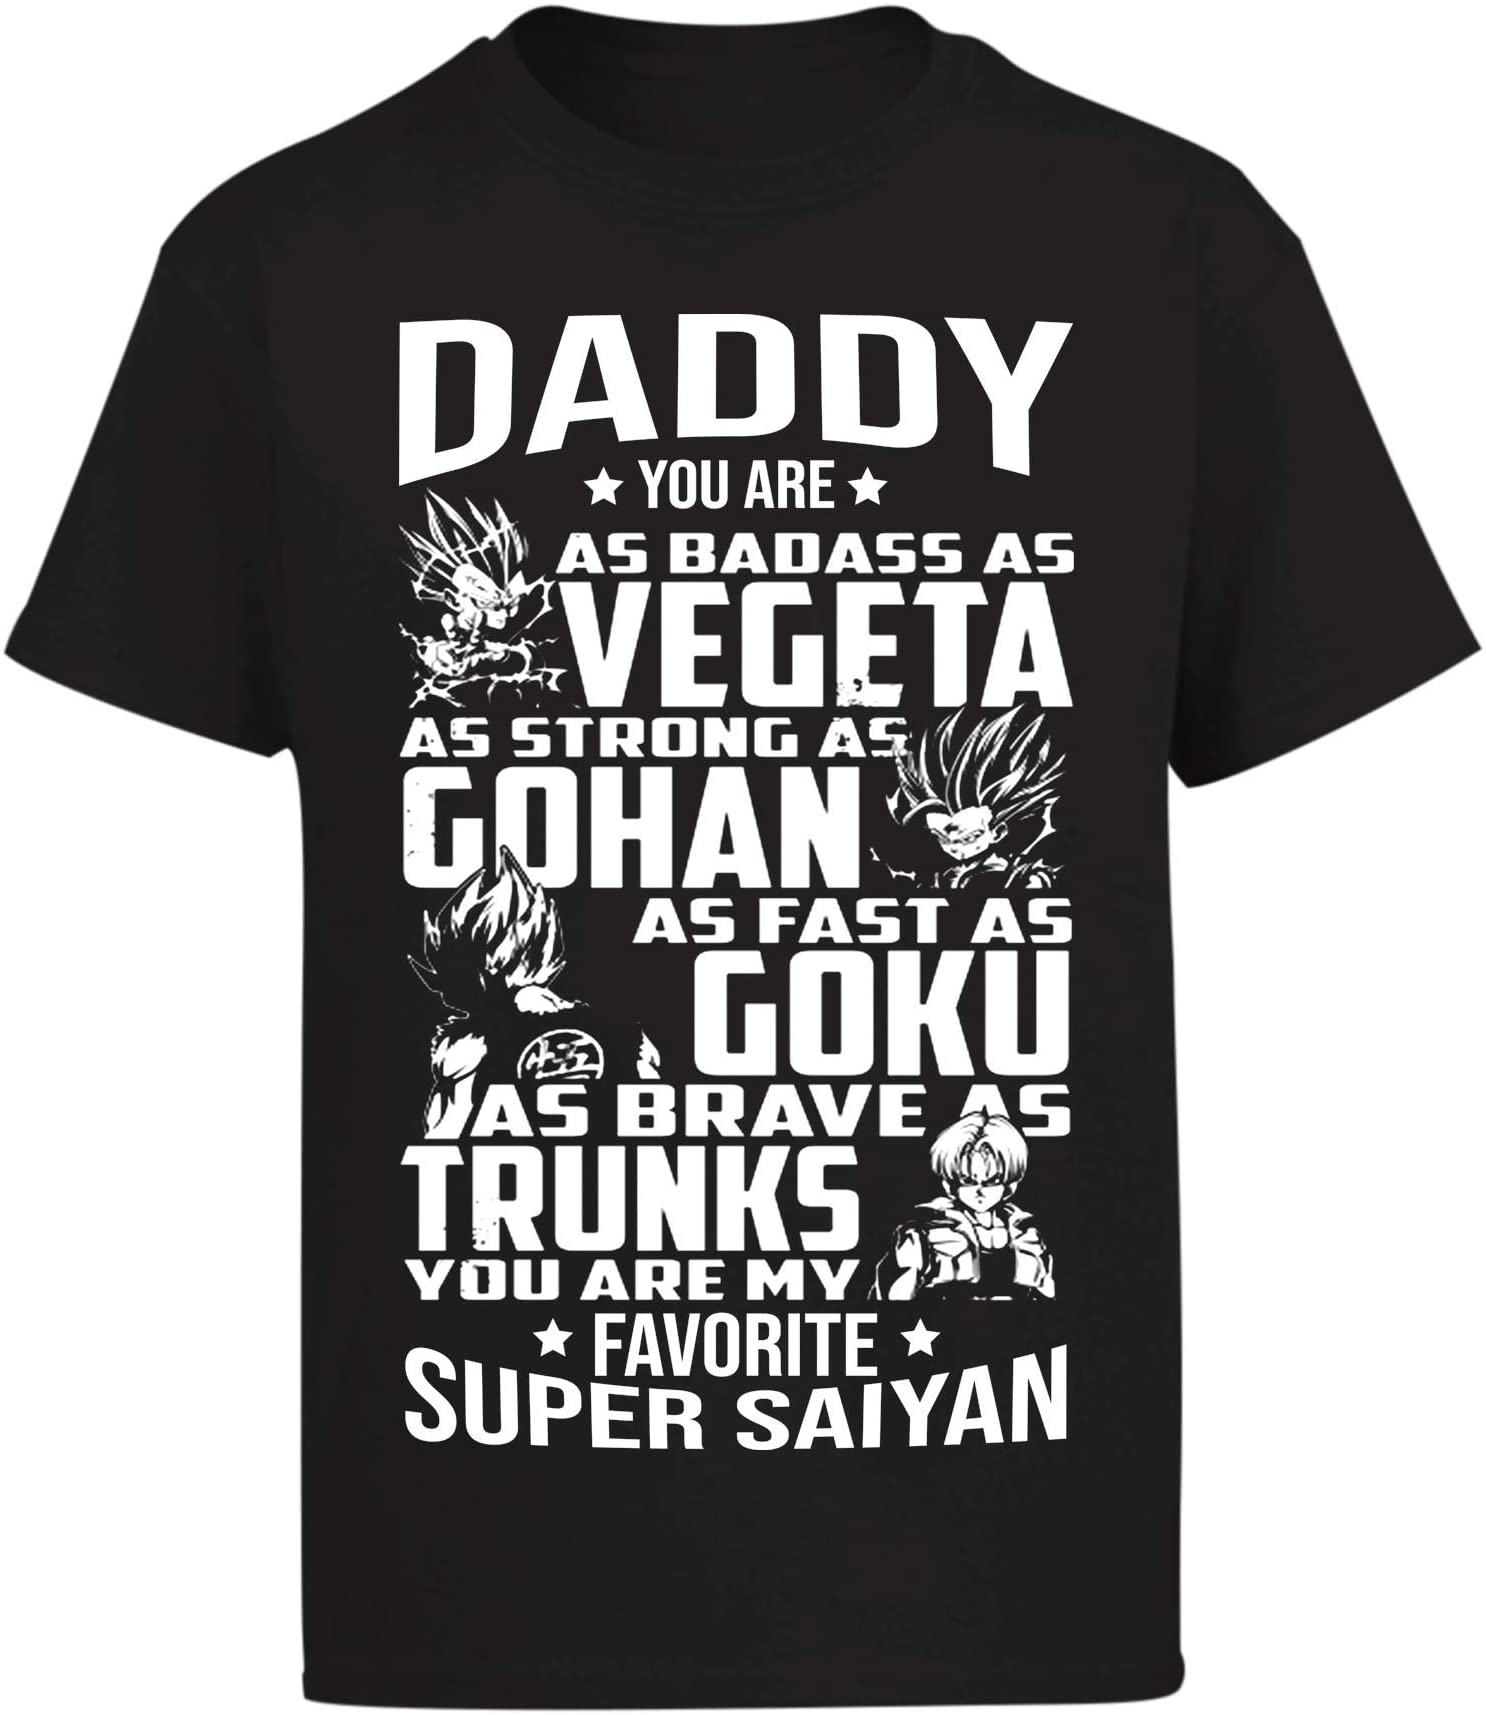 DADDY
YOU ARE
AS BADASS AS
VEGETA
AS STRONG AS
GOHAN
AS FAST AS
GOKU
AS BRAVE AS
TRUNKS
YOU ARE MY
FAVORITE
SUPER SAIYAN